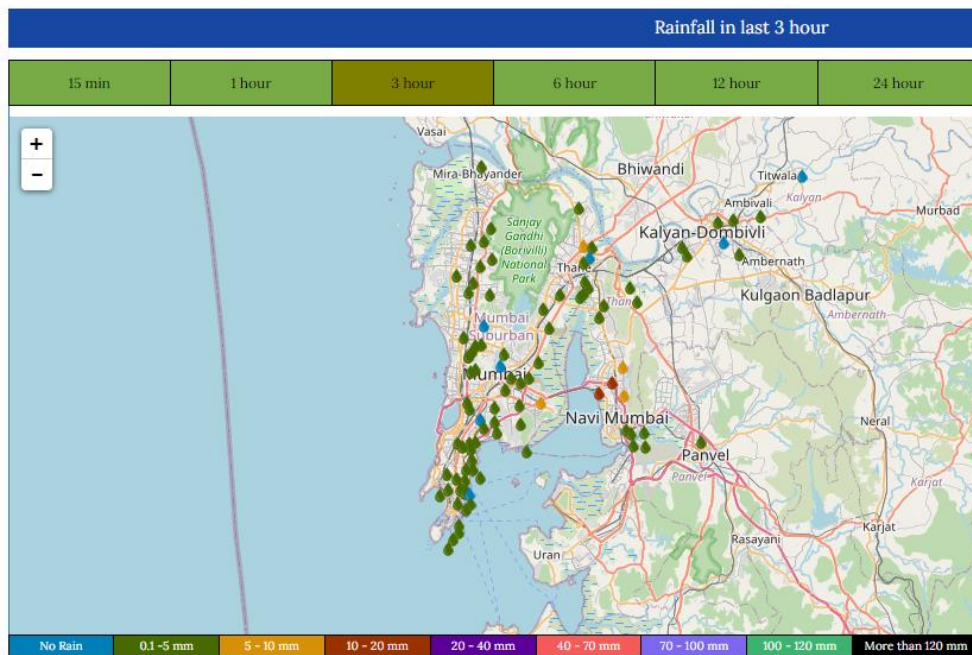 Rainfall in last 3 hour
15 min
1 hour
3 hour
6 hour
12 hour
24 hour
+
−
Vasai
Mira-Bhayander
Bhiwandi
Titwala
Kalyan
Ambivali
Murbad
Sanjay
Gandhi
(Borivili)
National
Park
Kalyan-Dombivli
Thane
Ambernath
Kulgaon Badlapur
Ambernath
Mumbai
Suburban
Mumbai
Navi Mumbai
Neral
Panvel
Panvel
Karjat
Karjat
Uran
Rasayani
No Rain
0.1 -5 mm
5 - 10 mm
10 - 20 mm
20 - 40 mm
40 - 70 mm
70 - 100 mm
100 - 120 mm
More than 120 mm